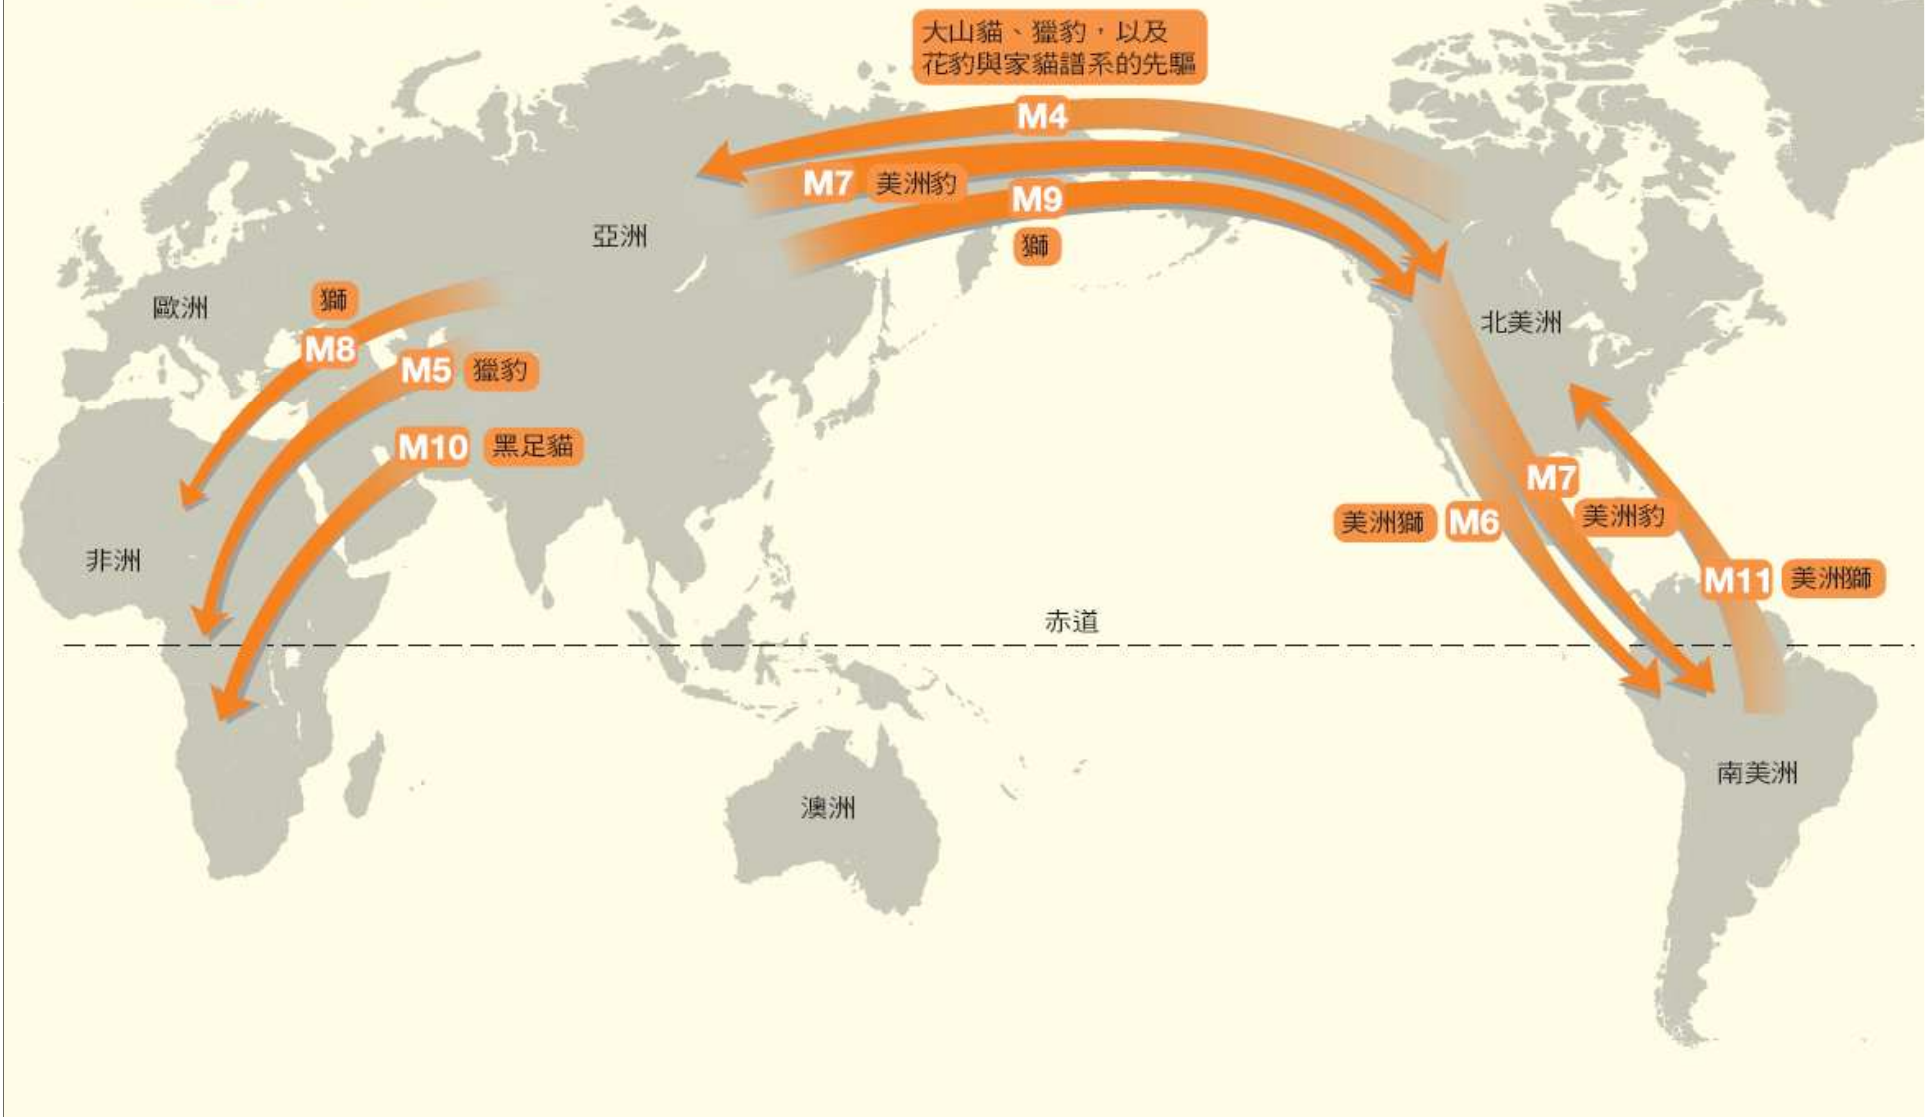 大山貓、獵豹，以及
花豹與家貓譜系的先驅
M4
M7 美洲豹
M9
獅
亞洲
歐洲
獅
M8
M5 獵豹
M10 黑足貓
非洲
北美洲
M7
美洲豹
美洲獅 M6
M11 美洲獅
赤道
南美洲
澳洲